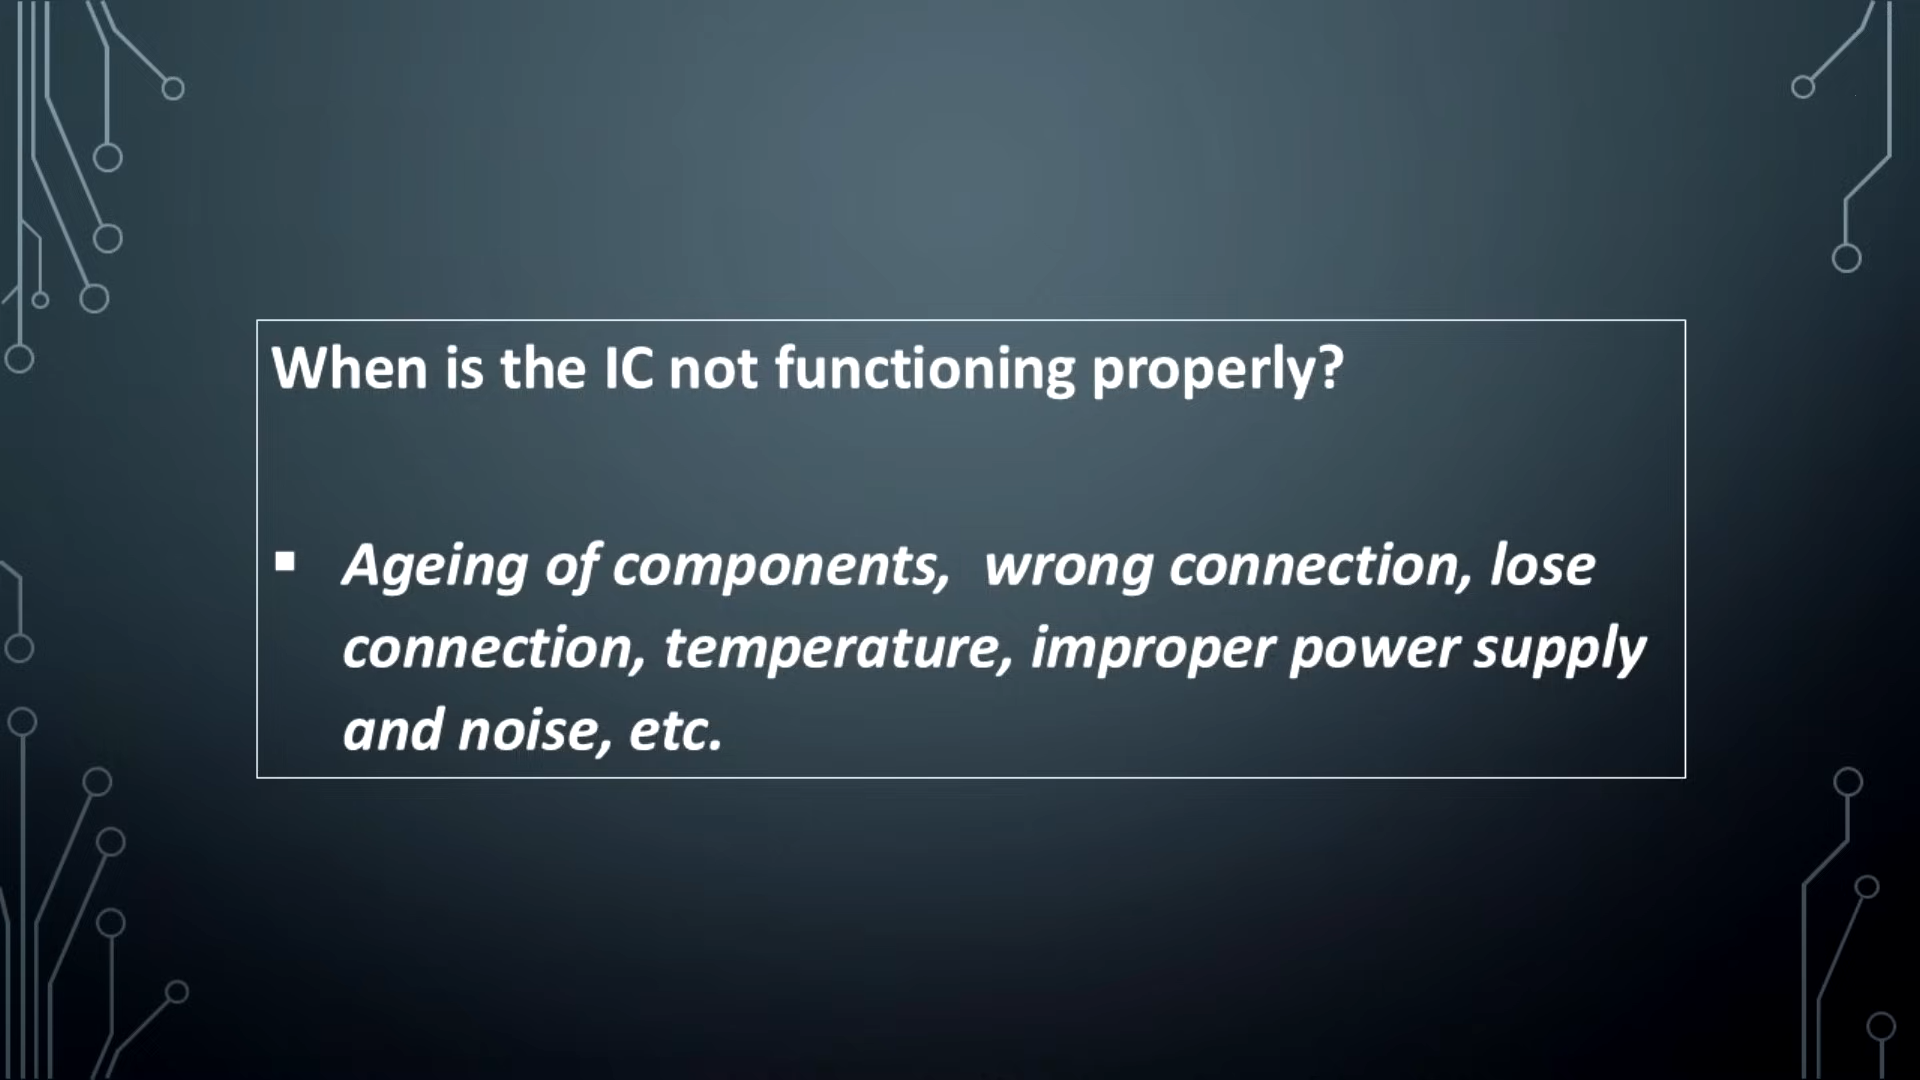 When is the IC not functioning properly?
▪ Ageing of components,  wrong connection, lose
connection, temperature, improper power supply
and noise, etc.